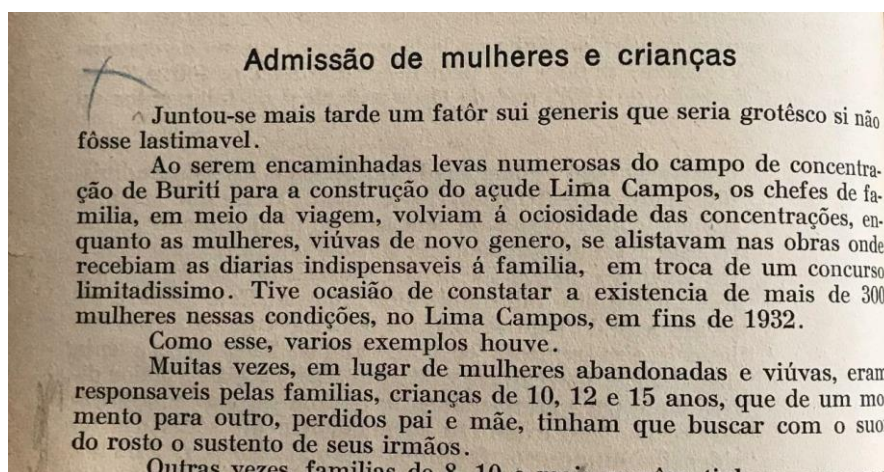 Admissão de mulheres e crianças
Juntou-se mais tarde um fatôr sui generis que seria grotêsco si não
fôsse lastimavel.
Ao serem encaminhadas levas numerosas do campo de concentra-
ção de Buriti para a construção do açude Lima Campos, os chefes de fa-
milia, em meio da viagem, volviam á ociosidade das concentrações, en-
quanto as mulheres, viúvas de novo genero, se alistavam nas obras onde
recebiam as diarias indispensaveis á familia, em troca de um concurso
limitadissimo. Tive ocasião de constatar a existencia de mais de 300
mulheres nessas condições, no Lima Campos, em fins de 1932.
Como esse, varios exemplos houve.
Muitas vezes, em lugar de mulheres abandonadas e viúvas, eram
responsaveis pelas familias, crianças de 10, 12 e 15 anos, que de um mo
mento para outro, perdidos pai e mãe, tinham que buscar com o suo
do rosto o sustento de seus irmãos.
Outras vezes, familias de 8, 10 e mais